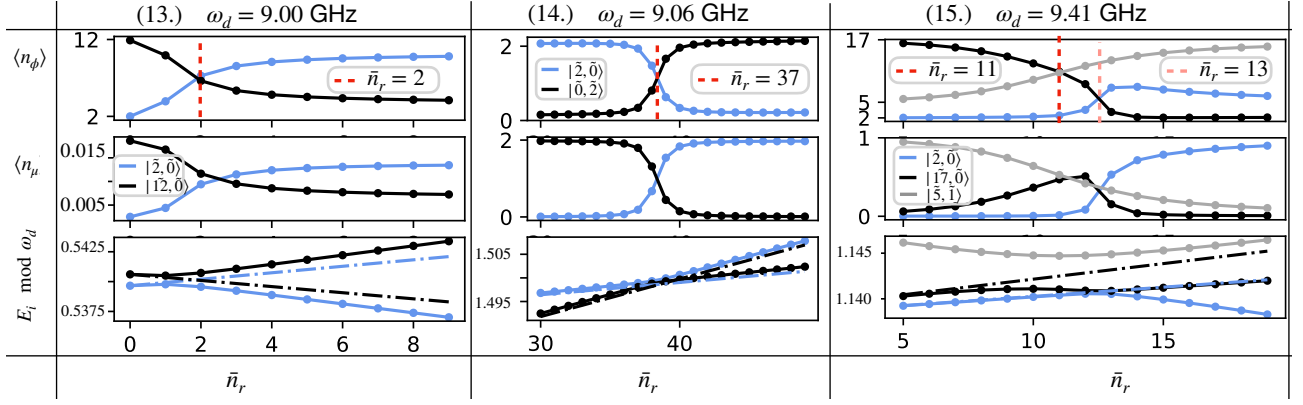 (13.) ω_d = 9.00 GHz
(14.) ω_d = 9.06 GHz
(15.) ω_d = 9.41 GHz
⟨n_ϕ⟩
12
2
n̄_r = 2
2
0
|2̃, 0̃⟩
|0̃, 2̃⟩
n̄_r = 37
17
5
2
n̄_r = 11
n̄_r = 13
⟨n_μ⟩
0.015
0.005
|2̃, 0̃⟩
|1̃2, 0̃⟩
2
0
1
0
|2̃, 0̃⟩
|1̃7, 0̃⟩
|5̃, 1̃⟩
E_i mod ω_d
0.5425
0.5375
1.505
1.495
1.145
1.140
0 2 4 6 8
30 40
5 10 15
n̄_r
n̄_r
n̄_r